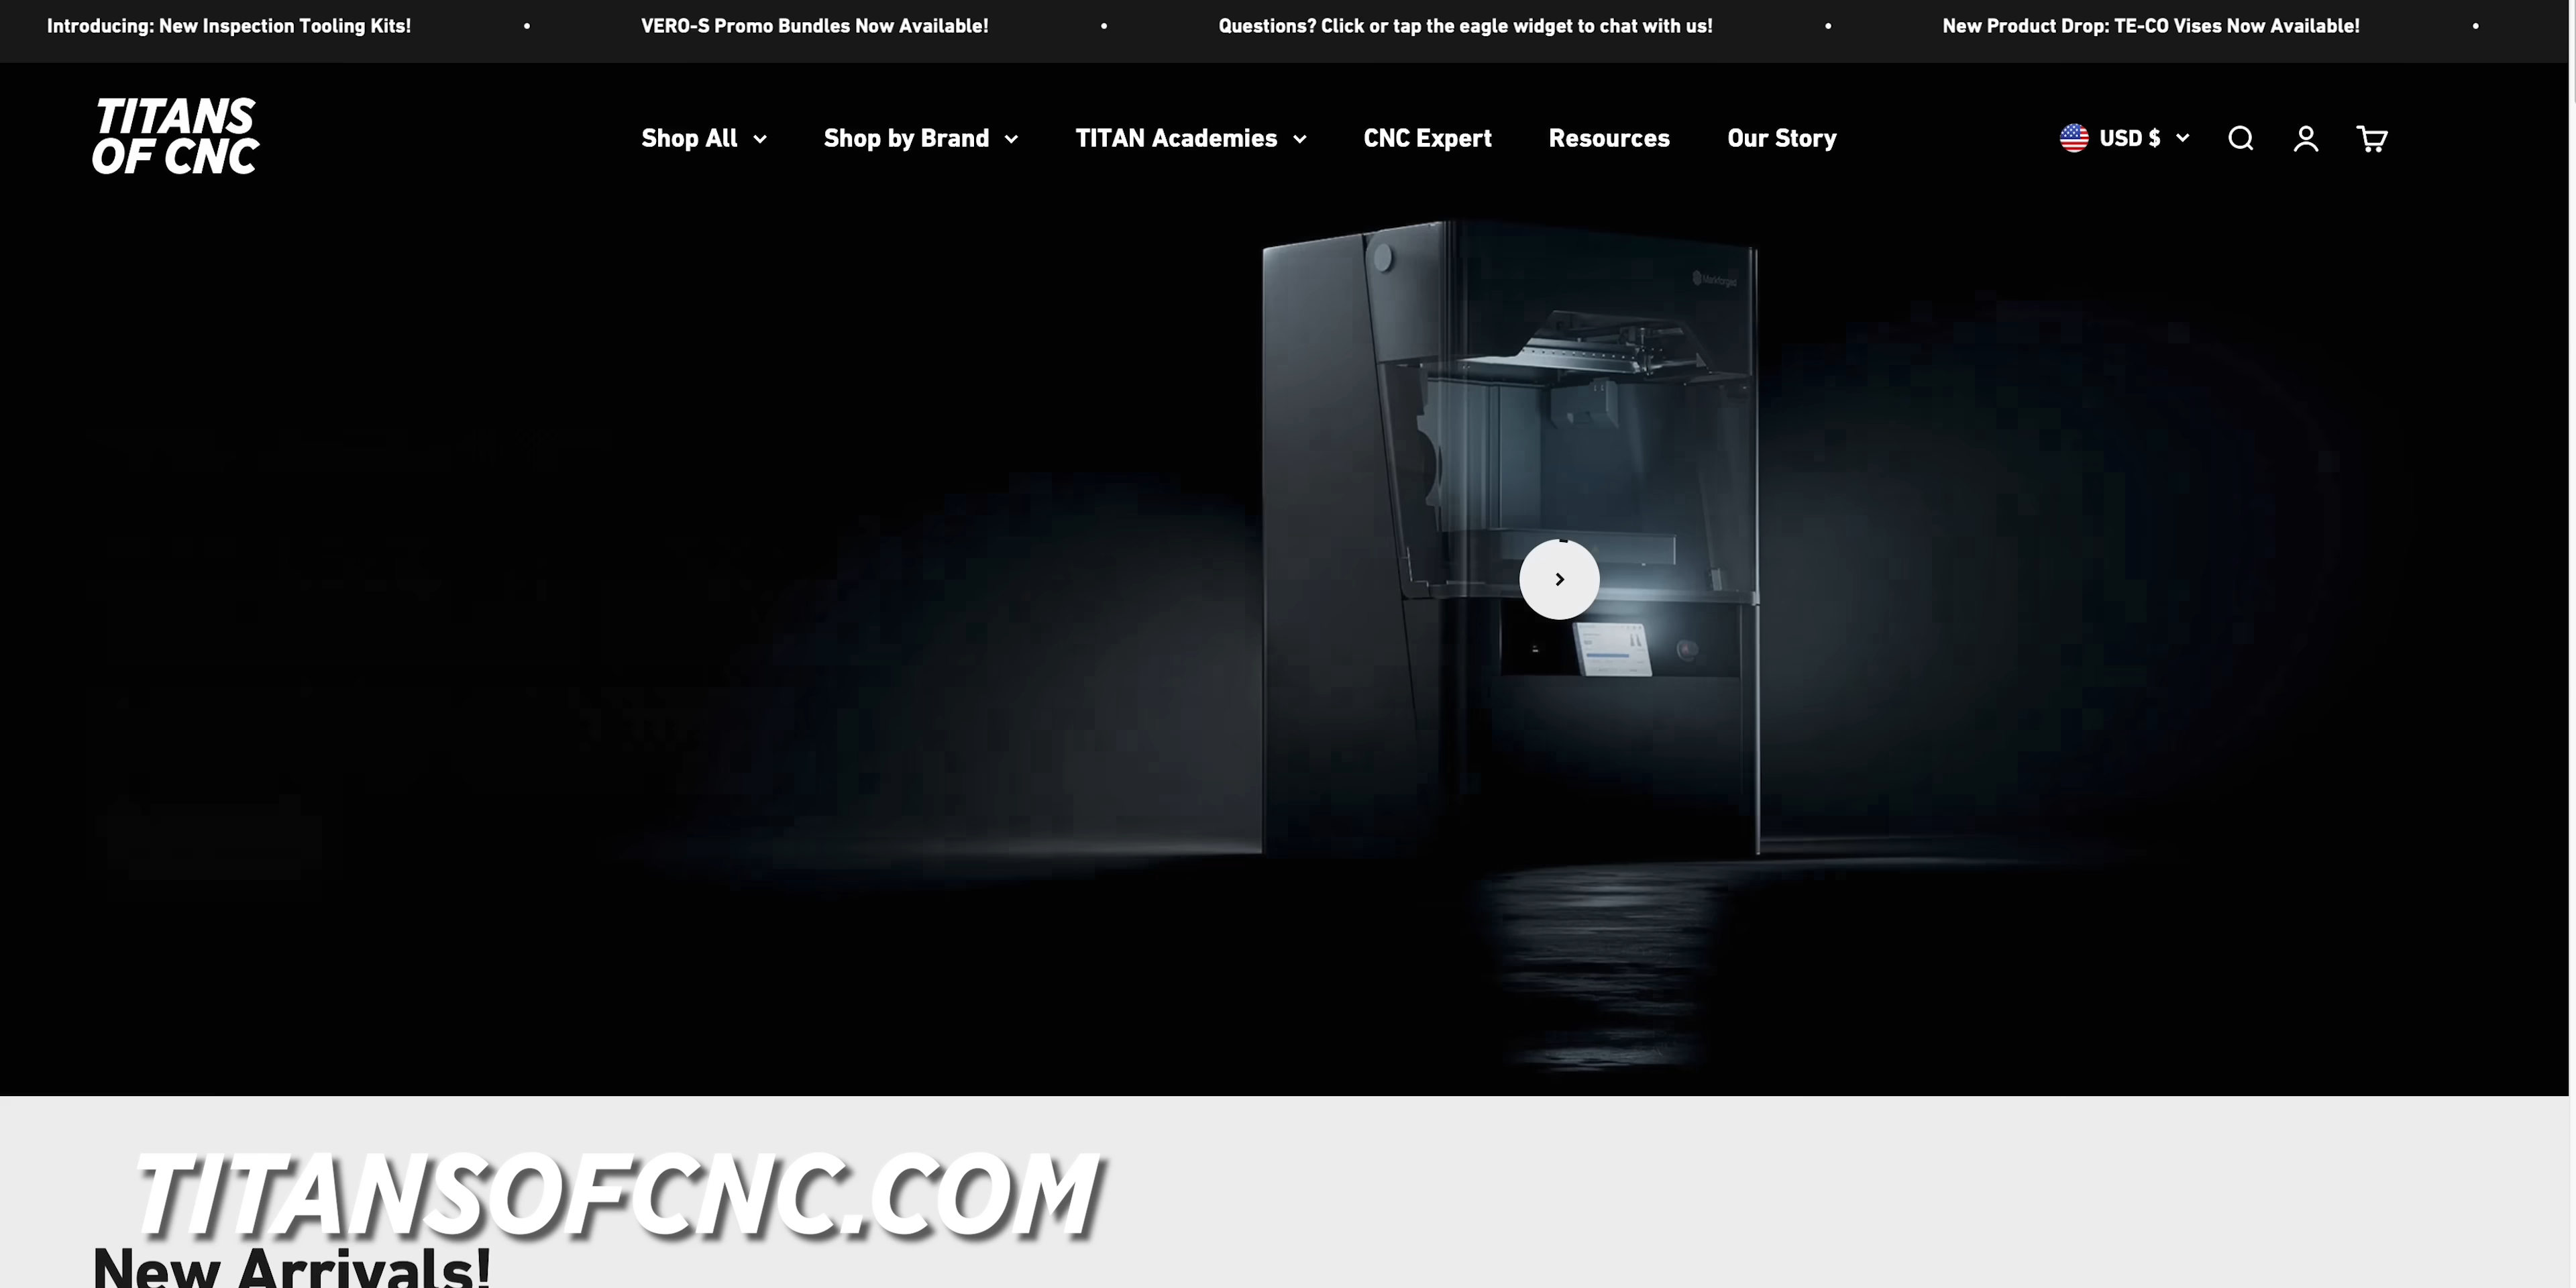 Introducing: New Inspection Tooling Kits! • VERO-S Promo Bundles Now Available! • Questions? Click or tap the eagle widget to chat with us! • New Product Drop: TE-CO Vises Now Available! •
TITANS
OF CNC
Shop All Shop by Brand TITAN Academies CNC Expert Resources Our Story USD $
Markforged
TITANSOFCNC.COM
New Arrivals!